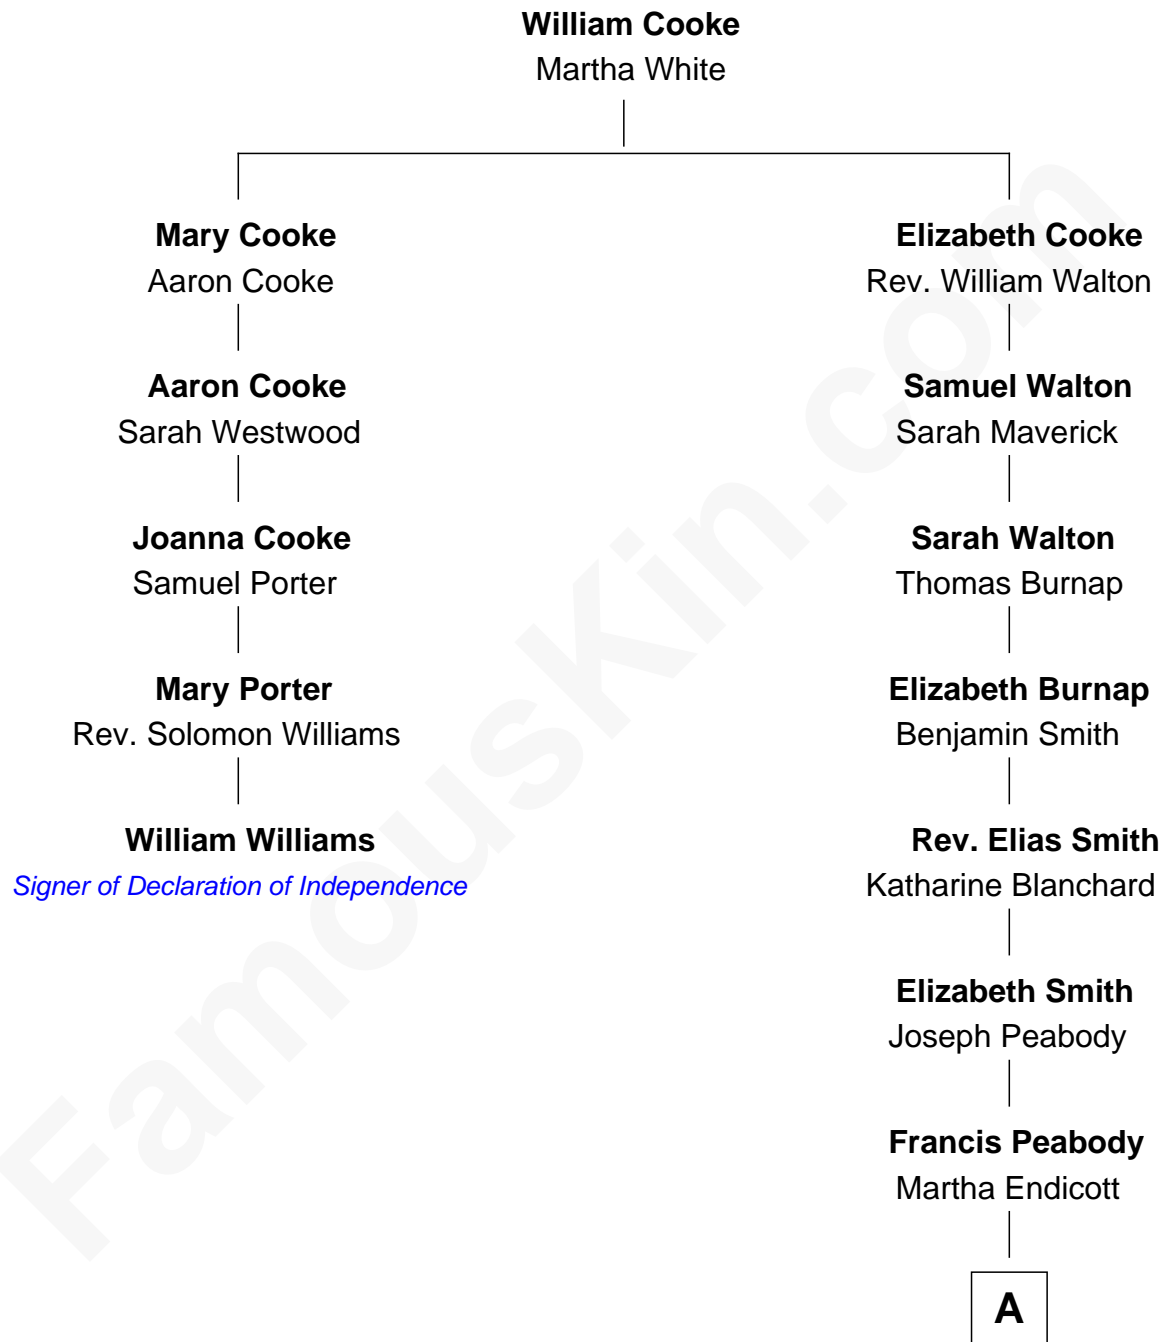 William Cooke
Martha White
Mary Cooke
Aaron Cooke
Elizabeth Cooke
Rev. William Walton
Aaron Cooke
Sarah Westwood
Samuel Walton
Sarah Maverick
Joanna Cooke
Samuel Porter
Sarah Walton
Thomas Burnap
Mary Porter
Rev. Solomon Williams
Elizabeth Burnap
Benjamin Smith
William Williams
Signer of Declaration of Independence
Rev. Elias Smith
Katharine Blanchard
Elizabeth Smith
Joseph Peabody
Francis Peabody
Martha Endicott
A
FamousKin.com